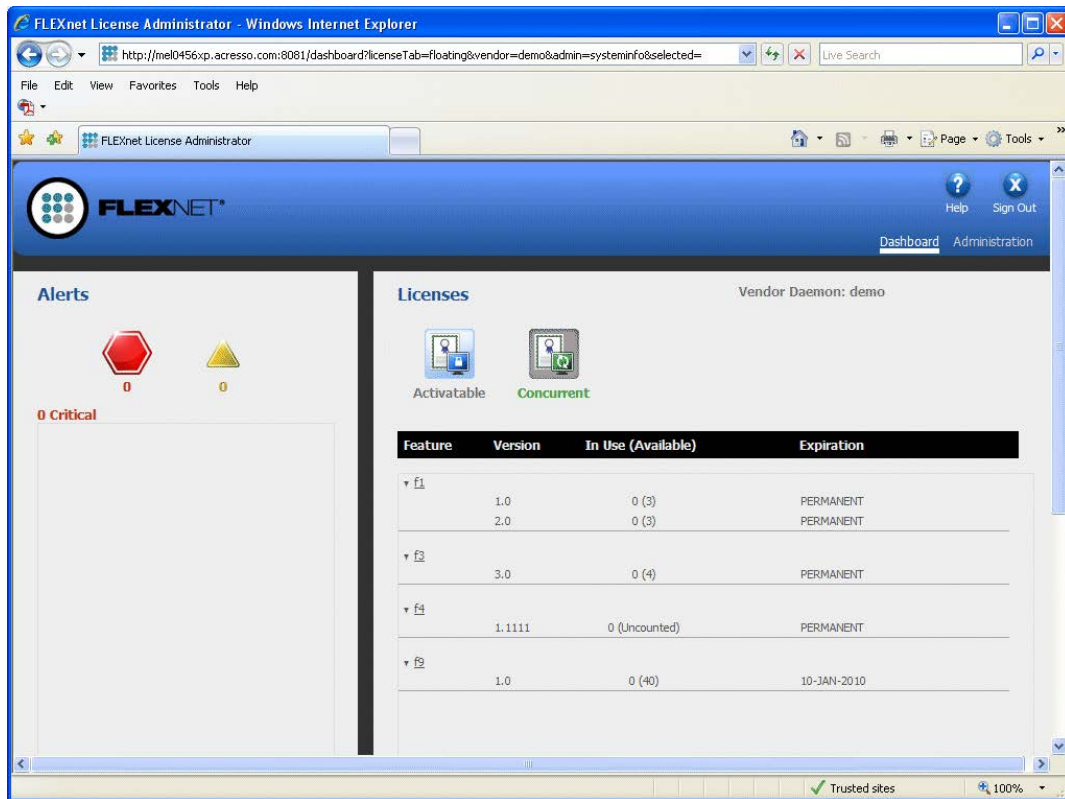 FLEXnet License Administrator - Windows Internet Explorer
http://mel0456xp.acresso.com:8081/dashboard?licenseTab=floating&vendor=demo&admin=systeminfo&selected=
Live Search
File Edit View Favorites Tools Help
FLEXnet License Administrator
Page Tools »
FLEXNET
Help Sign Out
Dashboard Administration
Alerts
0 0
0 Critical
Licenses
Vendor Daemon: demo
Activatable Concurrent
Feature Version In Use (Available) Expiration
f1
1.0 0 (3) PERMANENT
2.0 0 (3) PERMANENT
f3
3.0 0 (4) PERMANENT
f4
1.1111 0 (Uncounted) PERMANENT
f9
1.0 0 (40) 10-JAN-2010
Trusted sites 100%